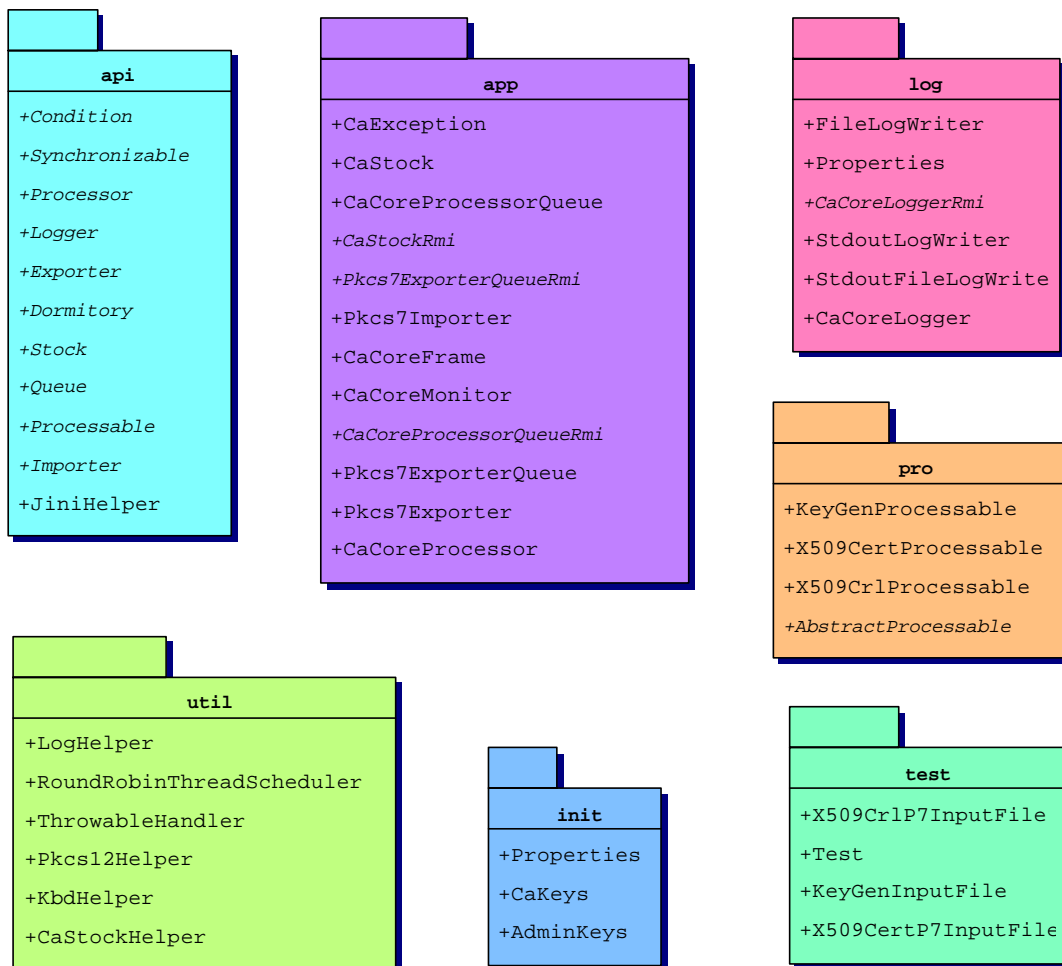 api
+Condition
+Synchronizable
+Processor
+Logger
+Exporter
+Dormitory
+Stock
+Queue
+Processable
+Importer
+JiniHelper
app
+CaException
+CaStock
+CaCoreProcessorQueue
+CaStockRmi
+Pkcs7ExporterQueueRmi
+Pkcs7Importer
+CaCoreFrame
+CaCoreMonitor
+CaCoreProcessorQueueRmi
+Pkcs7ExporterQueue
+Pkcs7Exporter
+CaCoreProcessor
log
+FileLogWriter
+Properties
+CaCoreLoggerRmi
+StdoutLogWriter
+StdoutFileLogWrite
+CaCoreLogger
pro
+KeyGenProcessable
+X509CertProcessable
+X509CrlProcessable
+AbstractProcessable
util
+LogHelper
+RoundRobinThreadScheduler
+ThrowableHandler
+Pkcs12Helper
+KbdHelper
+CaStockHelper
init
+Properties
+CaKeys
+AdminKeys
test
+X509CrlP7InputFile
+Test
+KeyGenInputFile
+X509CertP7InputFile